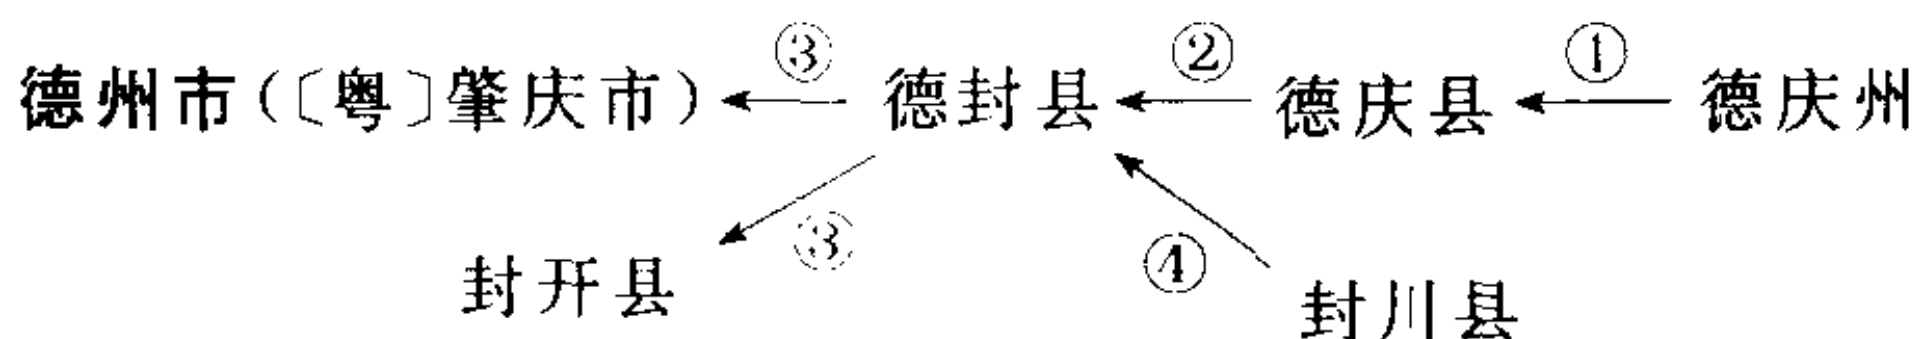 德州市(〔粤〕肇庆市) ③ 德封县 ② 德庆县 ① 德庆州
封开县 ③ ④ 封川县